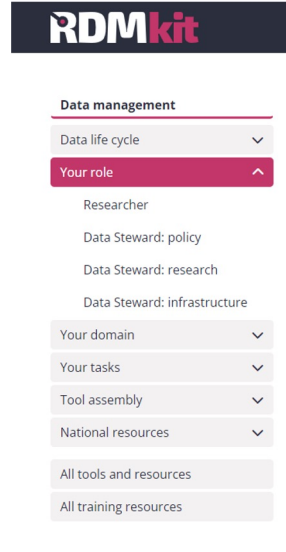 RDMkit
Data management
Data life cycle
Your role
Researcher
Data Steward: policy
Data Steward: research
Data Steward: infrastructure
Your domain
Your tasks
Tool assembly
National resources
All tools and resources
All training resources